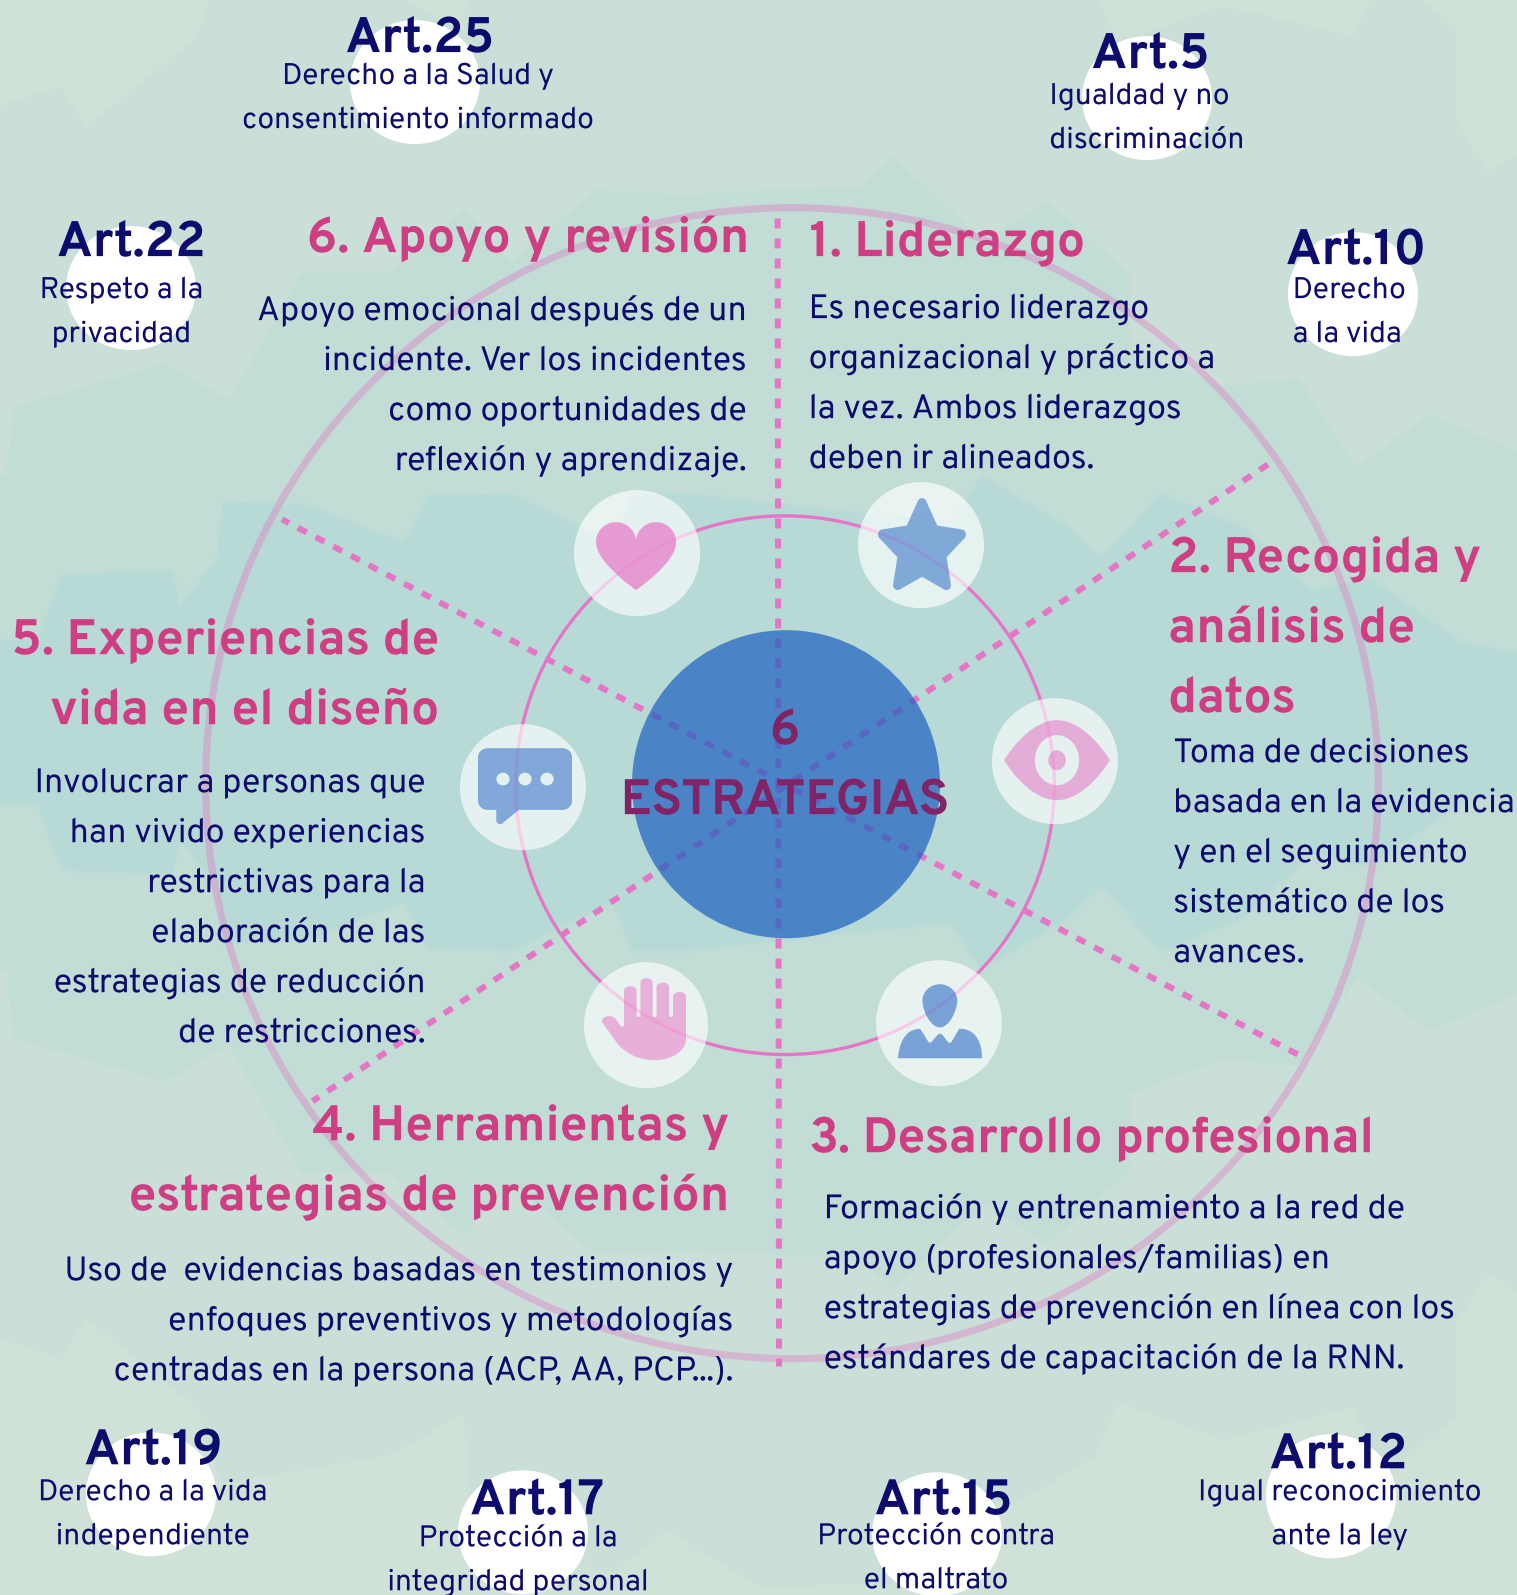 Art.25
Derecho a la Salud y
consentimiento informado
Art.5
Igualdad y no
discriminación
Art.22
Respeto a la
privacidad
6. Apoyo y revisión
Apoyo emocional después de un
incidente. Ver los incidentes
como oportunidades de
reflexión y aprendizaje.
1. Liderazgo
Es necesario liderazgo
organizacional y práctico a
la vez. Ambos liderazgos
deben ir alineados.
Art.10
Derecho
a la vida
2. Recogida y
análisis de
datos
Toma de decisiones
basada en la evidencia
y en el seguimiento
sistemático de los
avances.
5. Experiencias de
vida en el diseño
Involucrar a personas que
han vivido experiencias
restrictivas para la
elaboración de las
estrategias de reducción
de restricciones.
6
ESTRATEGIAS
4. Herramientas y
estrategias de prevención
Uso de  evidencias basadas en testimonios y
enfoques preventivos y metodologías
centradas en la persona (ACP, AA, PCP...).
3. Desarrollo profesional
Formación y entrenamiento a la red de
apoyo (profesionales/familias) en
estrategias de prevención en línea con los
estándares de capacitación de la RNN.
Art.19
Derecho a la vida
independiente
Art.17
Protección a la
integridad personal
Art.15
Protección contra
el maltrato
Art.12
Igual reconocimiento
ante la ley